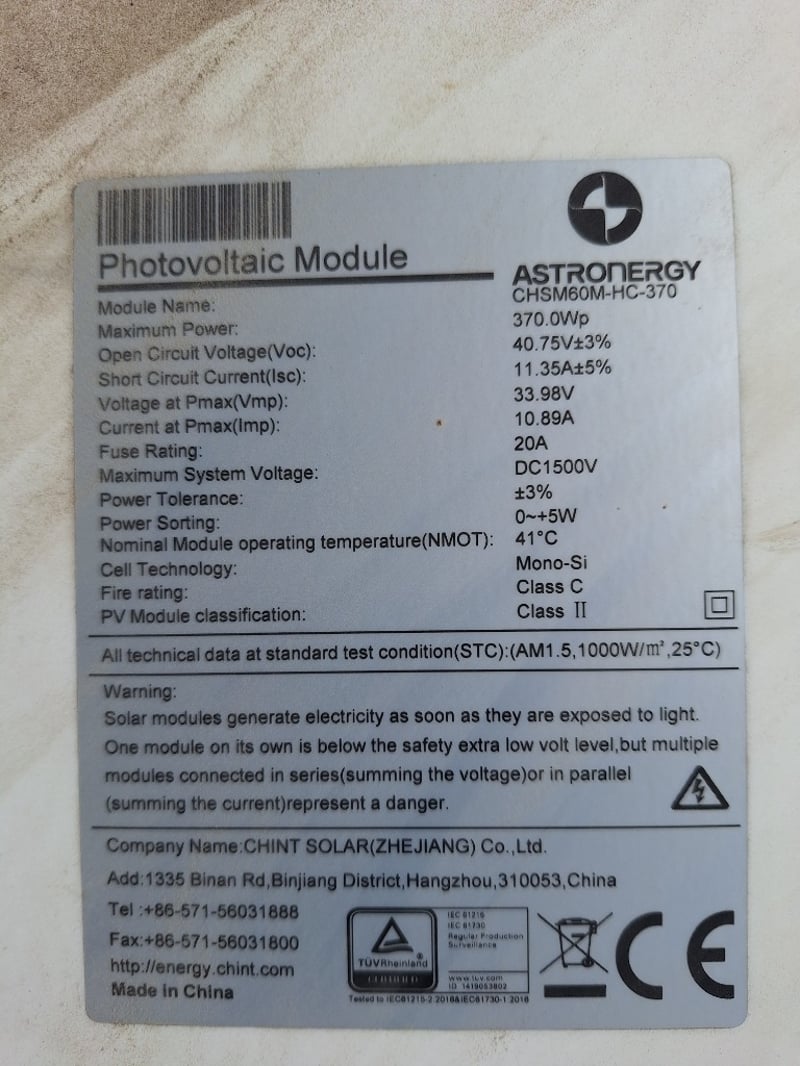 Photovoltaic Module
ASTRONERGY
Module Name: CHSM60M-HC-370
Maximum Power: 370.0Wp
Open Circuit Voltage(Voc): 40.75V±3%
Short Circuit Current(Isc): 11.35A±5%
Voltage at Pmax(Vmp): 33.98V
Current at Pmax(Imp): 10.89A
Fuse Rating: 20A
Maximum System Voltage: DC1500V
Power Tolerance: ±3%
Power Sorting: 0~+5W
Nominal Module operating temperature(NMOT): 41°C
Cell Technology: Mono-Si
Fire rating: Class C
PV Module classification: Class II
All technical data at standard test condition(STC):(AM1.5,1000W/m²,25°C)
Warning:
Solar modules generate electricity as soon as they are exposed to light.
One module on its own is below the safety extra low volt level,but multiple
modules connected in series(summing the voltage)or in parallel
(summing the current)represent a danger.
Company Name:CHINT SOLAR(ZHEJIANG) Co.,Ltd.
Add:1335 Binan Rd,Binjiang District,Hangzhou,310053,China
Tel :+86-571-56031888
Fax:+86-571-56031800
http://energy.chint.com
Made in China
TÜVRheinland®
CERTIFIED
IEC 61215
IEC 61730
Regular Production
Surveillance
www.tuv.com
ID 1419053802
Tested to IEC61215-2 2016&IEC61730-1 2016
CE